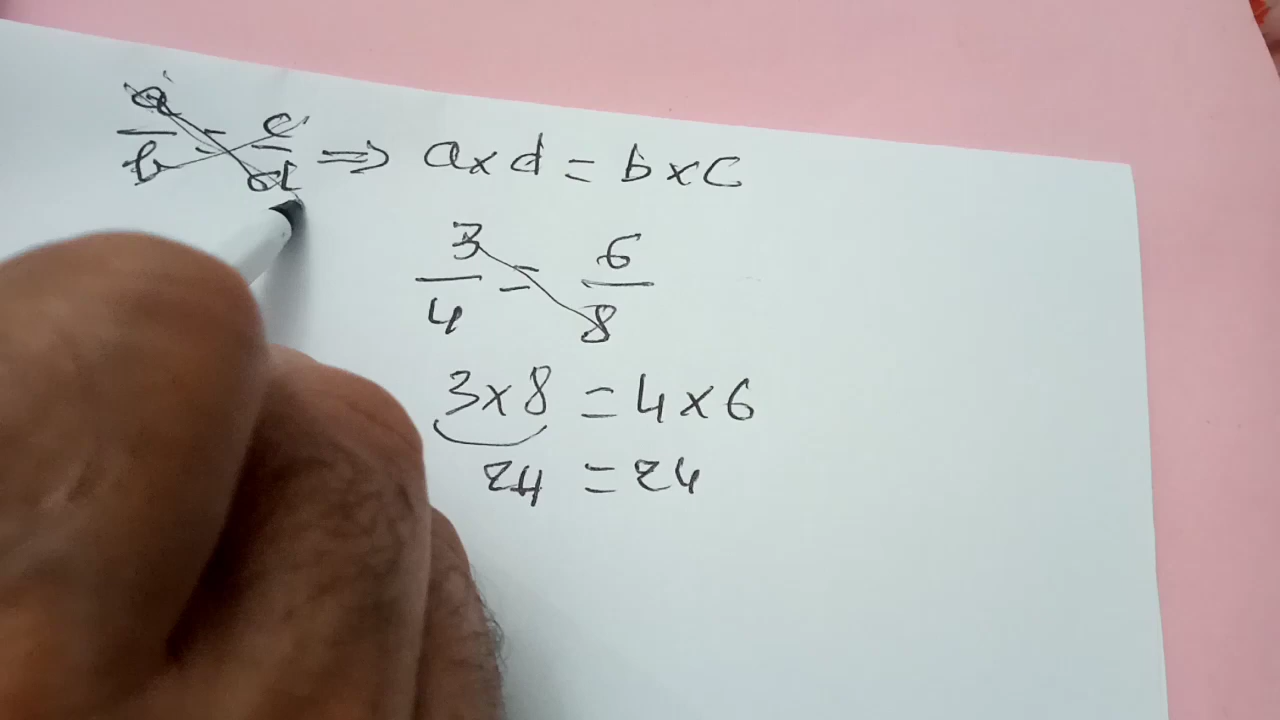 a/b = c/d ⇒ a x d = b x c
3/4 = 6/8
3 x 8 = 4 x 6
24 = 24